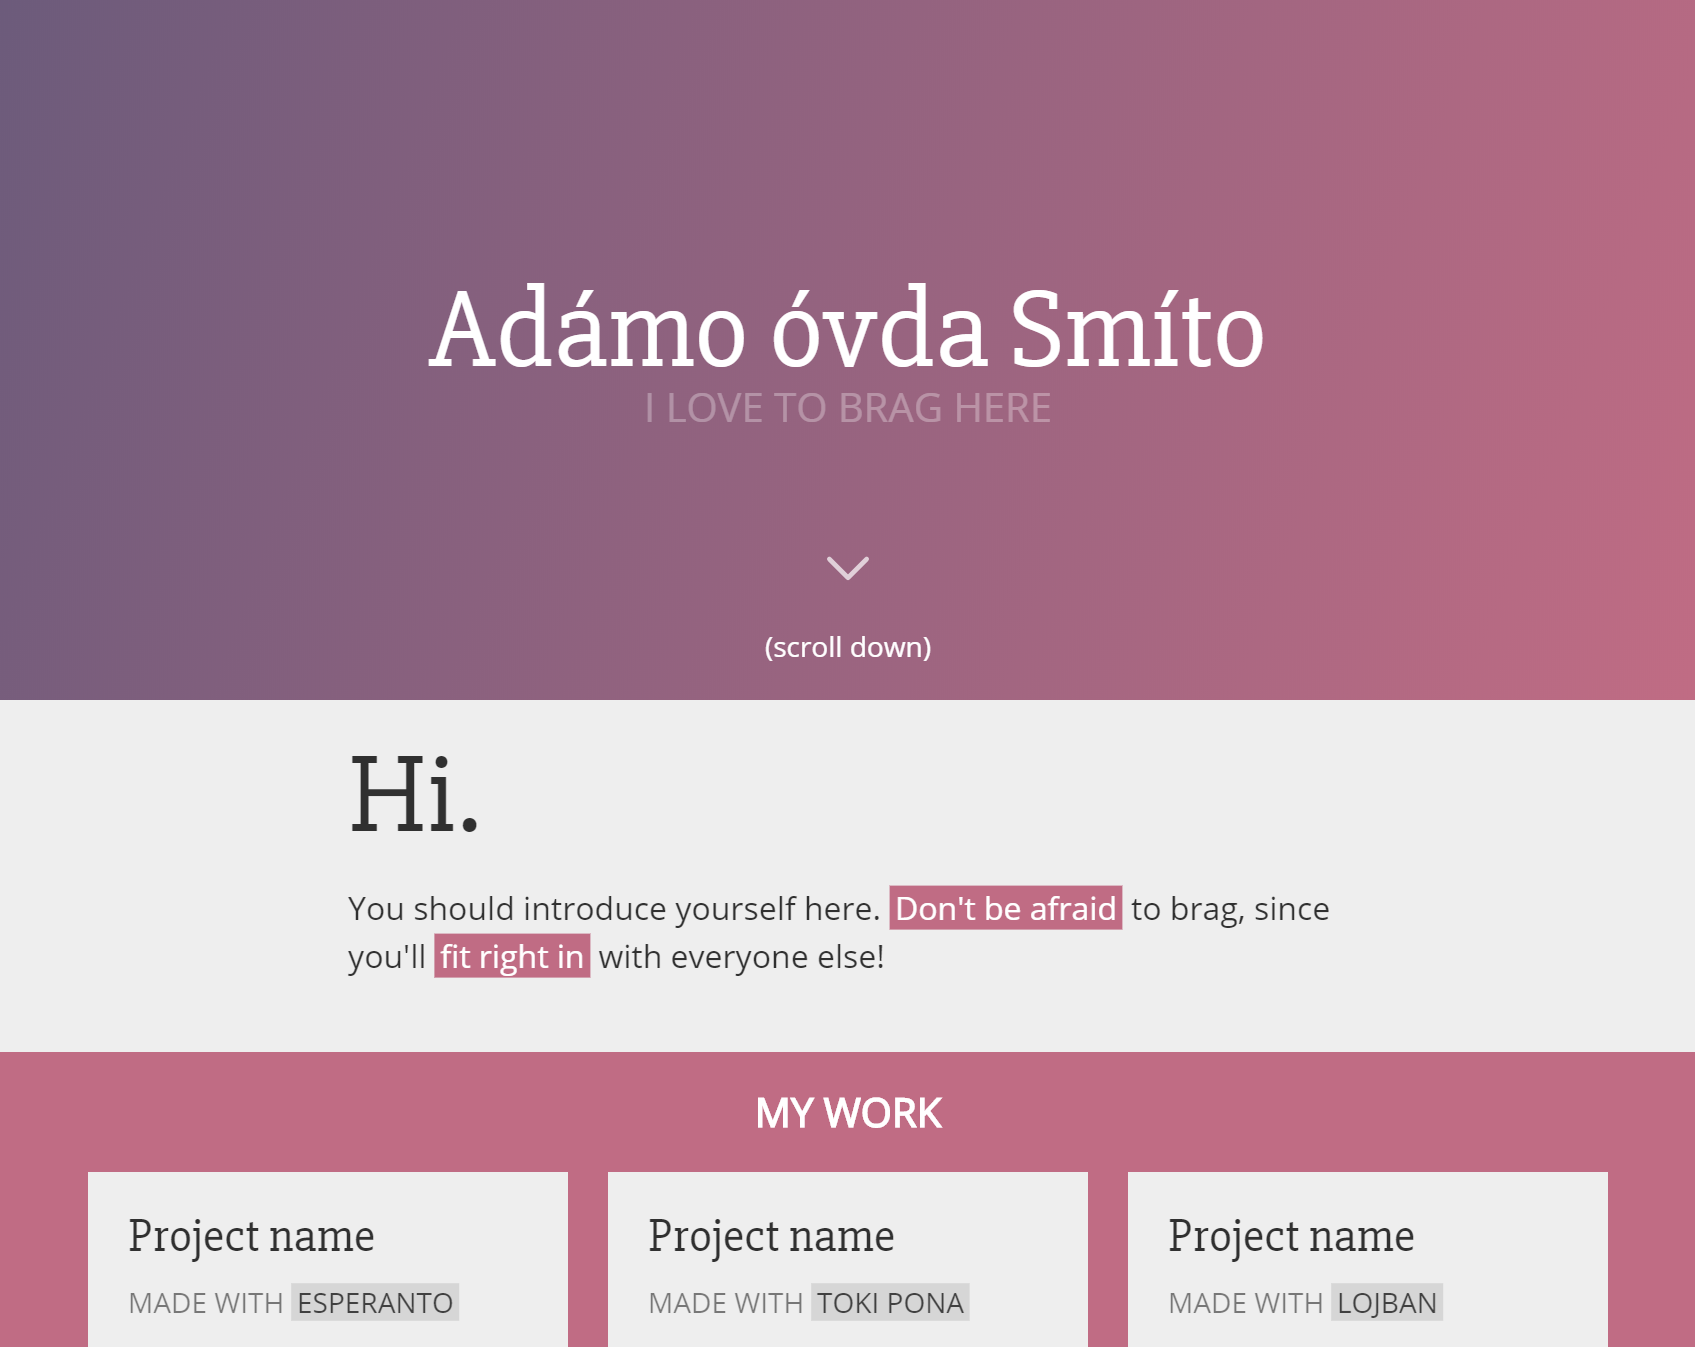 Adámo óvda Smíto
I LOVE TO BRAG HERE
(scroll down)
Hi.
You should introduce yourself here. Don't be afraid to brag, since
you'll fit right in with everyone else!
MY WORK
Project name
MADE WITH ESPERANTO
Project name
MADE WITH TOKI PONA
Project name
MADE WITH LOJBAN